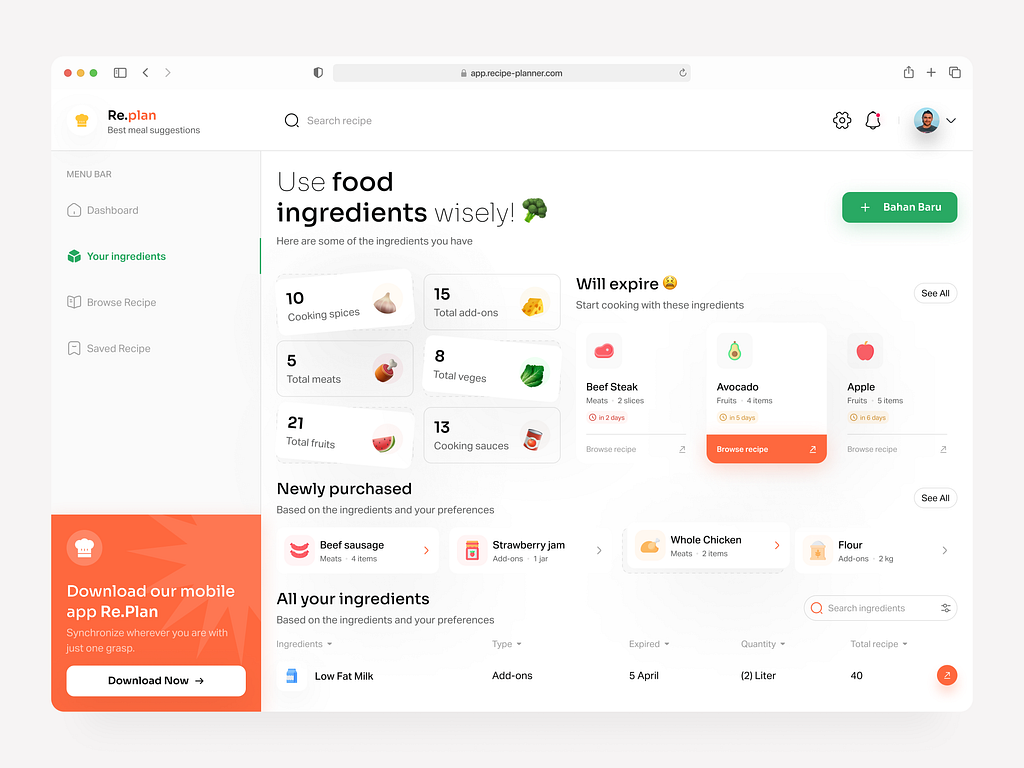 app.recipe-planner.com
Re.plan
Best meal suggestions
Search recipe
MENU BAR
Dashboard
Your ingredients
Browse Recipe
Saved Recipe
Download our mobile
app Re.Plan
Synchronize wherever you are with
just one grasp.
Download Now →
Use food
ingredients wisely! 🥦
Here are some of the ingredients you have
+ Bahan Baru
10
Cooking spices
15
Total add-ons
5
Total meats
8
Total veges
21
Total fruits
13
Cooking sauces
Will expire 😫
Start cooking with these ingredients
See All
Beef Steak
Meats · 2 slices
in 2 days
Browse recipe
Avocado
Fruits · 4 items
in 5 days
Browse recipe
Apple
Fruits · 5 items
in 6 days
Browse recipe
Newly purchased
Based on the ingredients and your preferences
See All
Beef sausage
Meats · 4 items
Strawberry jam
Add-ons · 1 jar
Whole Chicken
Meats · 2 items
Flour
Add-ons · 2 kg
All your ingredients
Based on the ingredients and your preferences
Search ingredients
Ingredients Type Expired Quantity Total recipe
Low Fat Milk Add-ons 5 April (2) Liter 40